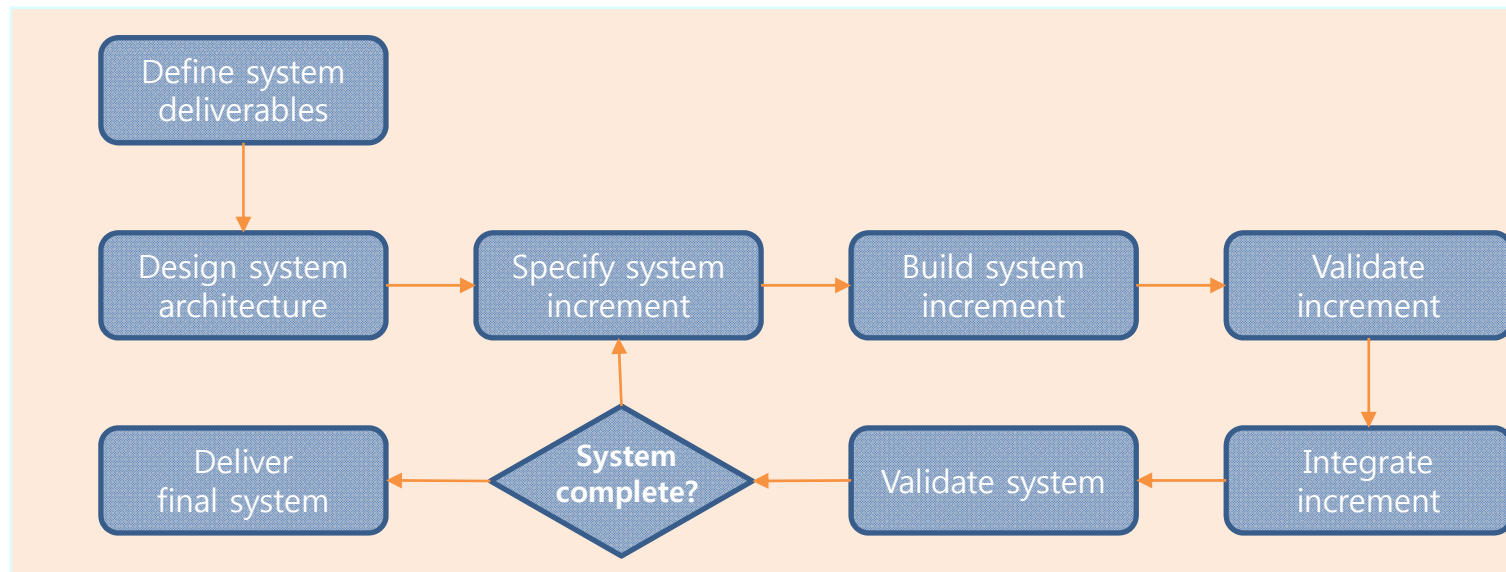 Define system
deliverables
Design system
architecture
Specify system
increment
Build system
increment
Validate
increment
Deliver
final system
System
complete?
Validate system
Integrate
increment